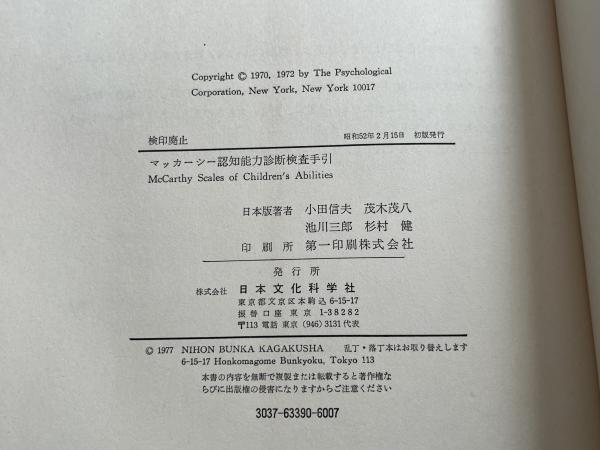 Copyright © 1970, 1972 by The Psychological
Corporation, New York, New York 10017
検印廃止
昭和52年2月15日 初版発行
マッカーシー認知能力診断検査手引
McCarthy Scales of Children's Abilities
日本版著者 小田信夫 茂木茂八
池川三郎 杉村 健
印刷所 第一印刷株式会社
発行所
株式会社 日本文化科学社
東京都文京区本駒込 6-15-17
振替口座 東京 1-38282
〒113 電話 東京 (946) 3131代表
© 1977 NIHON BUNKA KAGAKUSHA 乱丁・落丁本はお取り替えします
6-15-17 Honkomagome Bunkyoku, Tokyo 113
本書の内容を無断で複製または転載すると著作権な
らびに出版権の侵害になりますからご注意ください
3037-63390-6007